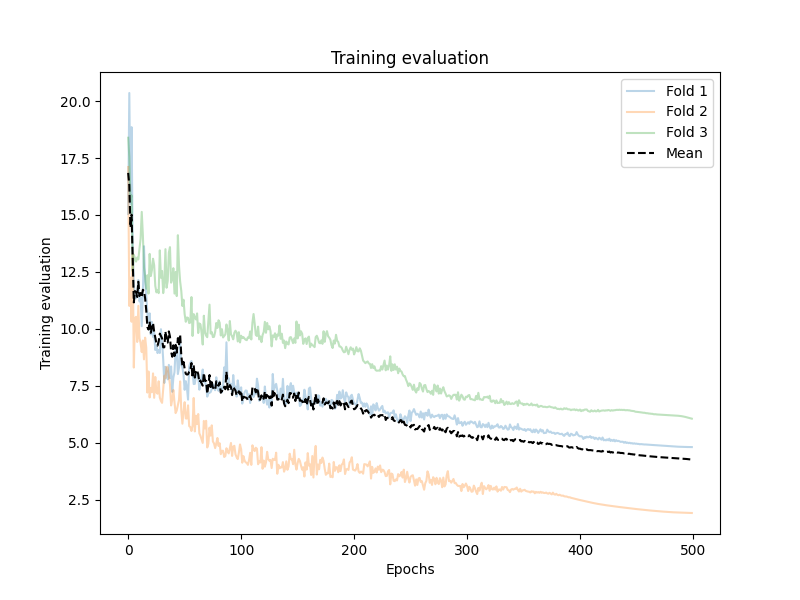 Training evaluation
Fold 1
Fold 2
Fold 3
Mean
Training evaluation
20.0
17.5
15.0
12.5
10.0
7.5
5.0
2.5
0
100
200
300
400
500
Epochs